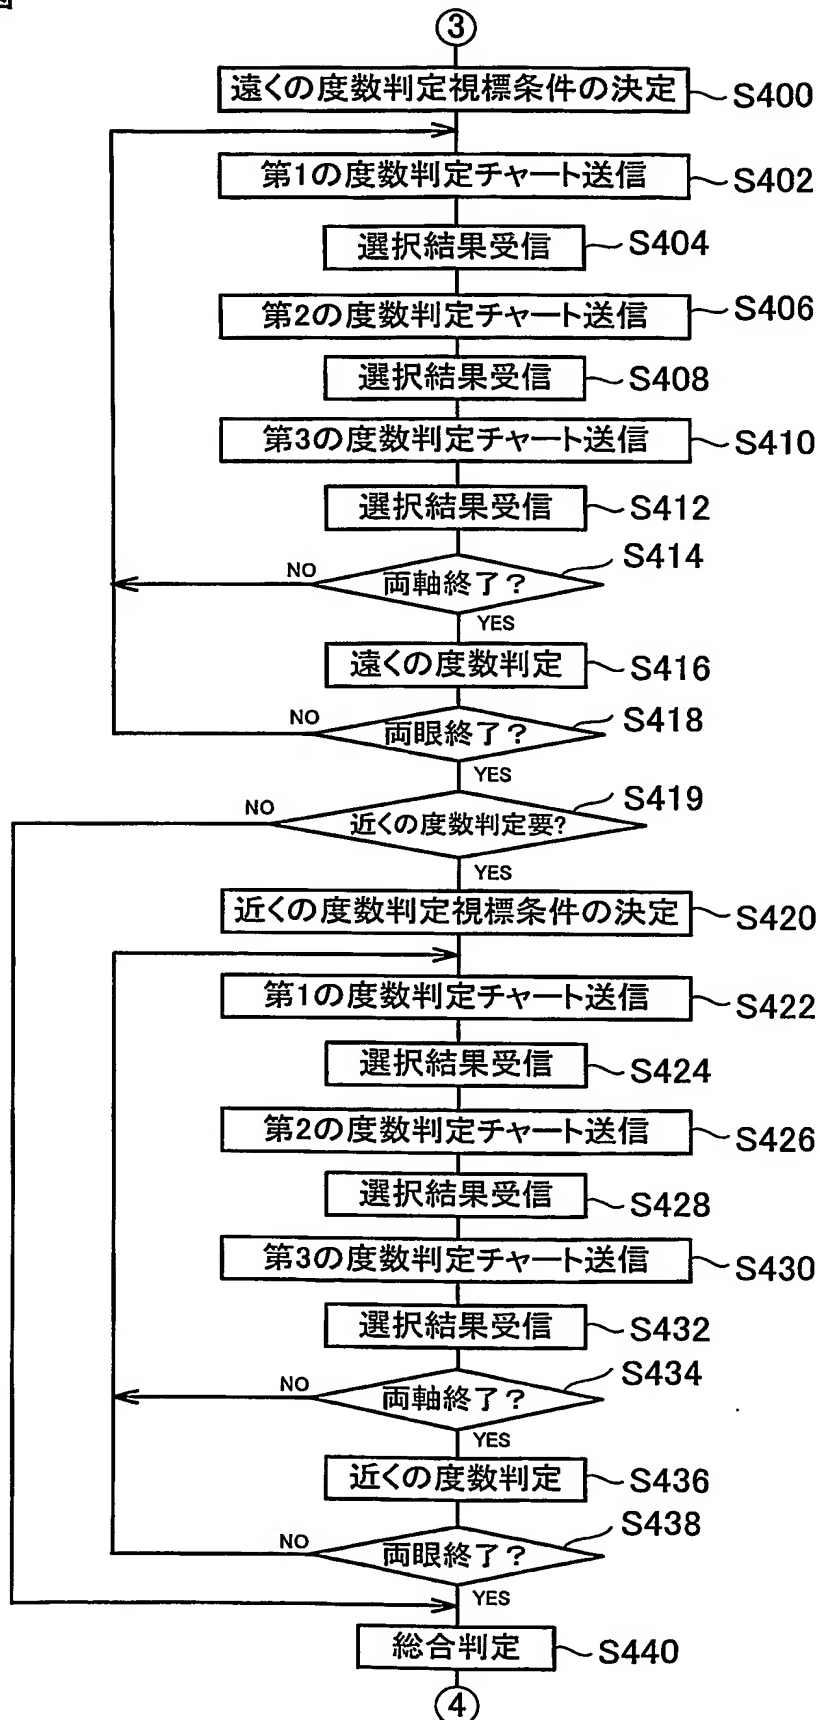 図
③
遠くの度数判定視標条件の決定 S400
第1の度数判定チャート送信 S402
選択結果受信 S404
第2の度数判定チャート送信 S406
選択結果受信 S408
第3の度数判定チャート送信 S410
選択結果受信 S412
S414
NO 両軸終了?
YES
遠くの度数判定 S416
S418
NO 両眼終了?
YES
S419
NO 近くの度数判定要?
YES
近くの度数判定視標条件の決定 S420
第1の度数判定チャート送信 S422
選択結果受信 S424
第2の度数判定チャート送信 S426
選択結果受信 S428
第3の度数判定チャート送信 S430
選択結果受信 S432
S434
NO 両軸終了?
YES
近くの度数判定 S436
S438
NO 両眼終了?
YES
総合判定 S440
④